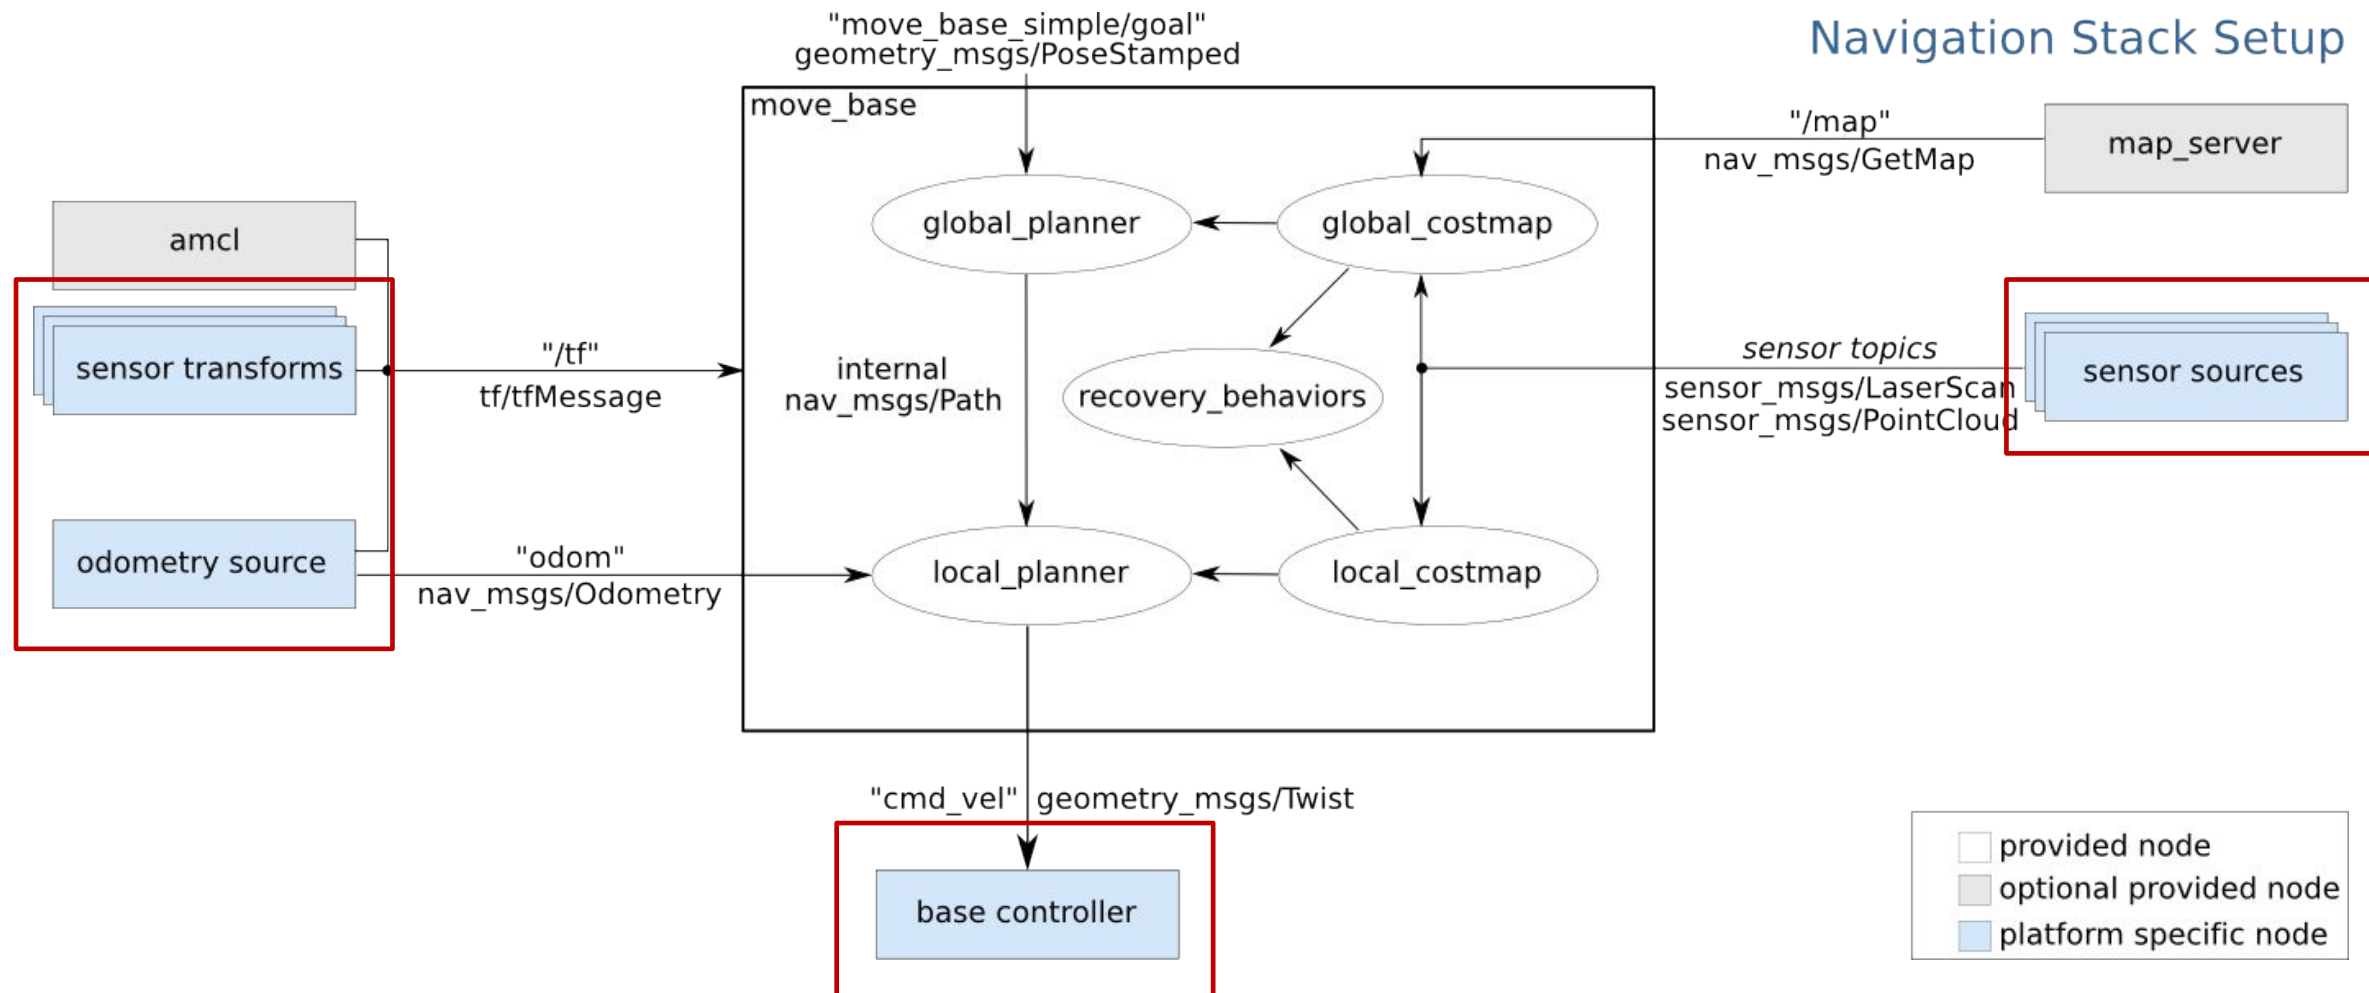 "move_base_simple/goal"
geometry_msgs/PoseStamped
Navigation Stack Setup
move_base
"/map"
nav_msgs/GetMap
map_server
amcl
global_planner
global_costmap
sensor transforms
"/tf"
tf/tfMessage
internal
nav_msgs/Path
recovery_behaviors
sensor topics
sensor_msgs/LaserScan
sensor_msgs/PointCloud
sensor sources
odometry source
"odom"
nav_msgs/Odometry
local_planner
local_costmap
"cmd_vel" geometry_msgs/Twist
base controller
provided node
optional provided node
platform specific node